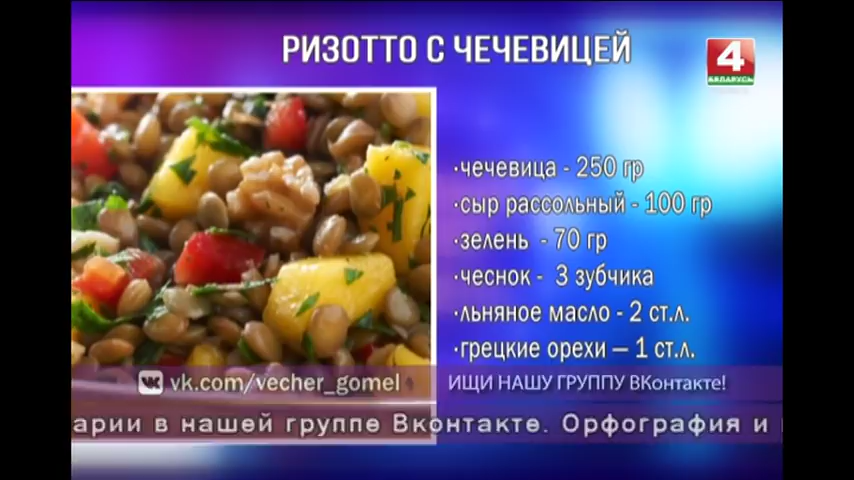 РИЗОТТО С ЧЕЧЕВИЦЕЙ
4
БЕЛАРУСЬ
·чечевица - 250 гр
·сыр рассольный - 100 гр
·зелень - 70 гр
·чеснок - 3 зубчика
·льняное масло - 2 ст.л.
·грецкие орехи — 1 ст.л.
vk.com/vecher_gomel
ИЩИ НАШУ ГРУППУ ВКонтакте!
арии в нашей группе Вконтакте. Орфография и